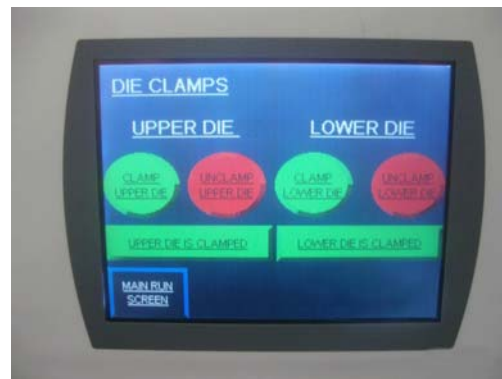 DIE CLAMPS
UPPER DIE
LOWER DIE
CLAMP
UPPER DIE
UNCLAMP
UPPER DIE
CLAMP
LOWER DIE
UNCLAMP
LOWER DIE
UPPER DIE IS CLAMPED
LOWER DIE IS CLAMPED
MAIN RUN
SCREEN